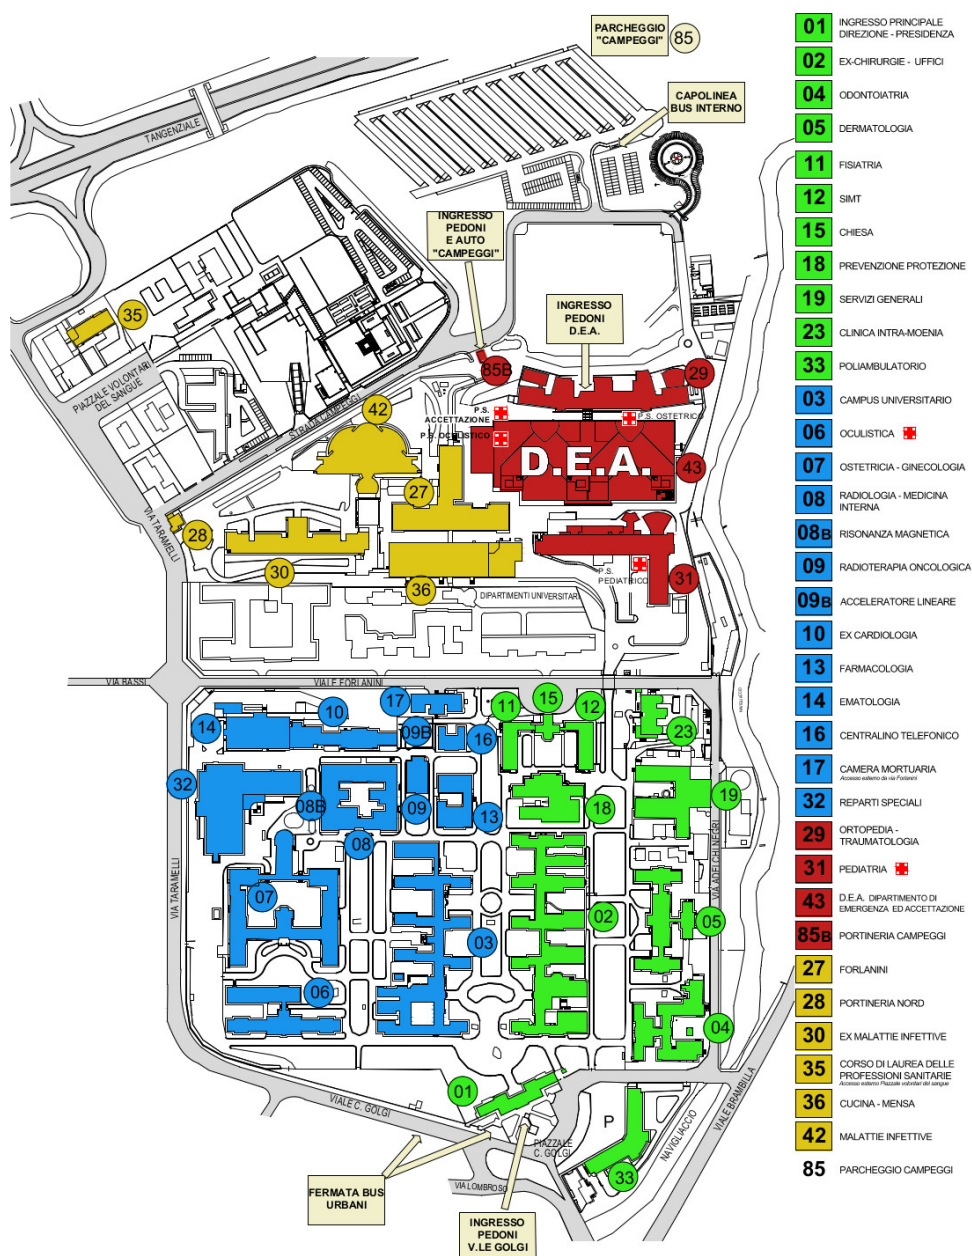 PARCHEGGIO
"CAMPEGGI"
85
CAPOLINEA
BUS INTERNO
TANGENZIALE
INGRESSO
PEDONI
E AUTO
"CAMPEGGI"
INGRESSO
PEDONI
D.E.A.
35
PIAZZALE VOLONTARI
DEL SANGUE
STRADA CAMPEGGI
85B
29
42
P.S.
ACCETTAZIONE
P.S. OSTETRICO
P.S. OCULISTICO
D.E.A.
43
27
VIA TARAMELLI
28
30
36
P.S.
PEDIATRICO
31
DIPARTIMENTI UNIVERSITARI
NAVIGLIACCIO
VIA BASSI
VIALE FORLANINI
17
15
11
12
10
14
09B
16
23
32
08B
09
13
18
19
08
VIA ADELCHI NEGRI
VIA TARAMELLI
07
03
02
05
06
04
01
VIALE C. GOLGI
VIALE BRAMBILLA
NAVIGLIACCIO
P
PIAZZALE
C. GOLGI
33
VIA LOMBROSO
FERMATA BUS
URBANI
INGRESSO
PEDONI
V.LE GOLGI
01 INGRESSO PRINCIPALE
DIREZIONE - PRESIDENZA
02 EX-CHIRURGIE - UFFICI
04 ODONTOIATRIA
05 DERMATOLOGIA
11 FISIATRIA
12 SIMT
15 CHIESA
18 PREVENZIONE PROTEZIONE
19 SERVIZI GENERALI
23 CLINICA INTRA-MOENIA
33 POLIAMBULATORIO
03 CAMPUS UNIVERSITARIO
06 OCULISTICA
07 OSTETRICIA - GINECOLOGIA
08 RADIOLOGIA - MEDICINA
INTERNA
08B RISONANZA MAGNETICA
09 RADIOTERAPIA ONCOLOGICA
09B ACCELERATORE LINEARE
10 EX CARDIOLOGIA
13 FARMACOLOGIA
14 EMATOLOGIA
16 CENTRALINO TELEFONICO
17 CAMERA MORTUARIA
Accesso esterno da via Forlanini
32 REPARTI SPECIALI
29 ORTOPEDIA -
TRAUMATOLOGIA
31 PEDIATRIA
43 D.E.A. DIPARTIMENTO DI
EMERGENZA ED ACCETTAZIONE
85B PORTINERIA CAMPEGGI
27 FORLANINI
28 PORTINERIA NORD
30 EX MALATTIE INFETTIVE
35 CORSO DI LAUREA DELLE
PROFESSIONI SANITARIE
Accesso esterno Piazzale volontari del sangue
36 CUCINA - MENSA
42 MALATTIE INFETTIVE
85 PARCHEGGIO CAMPEGGI